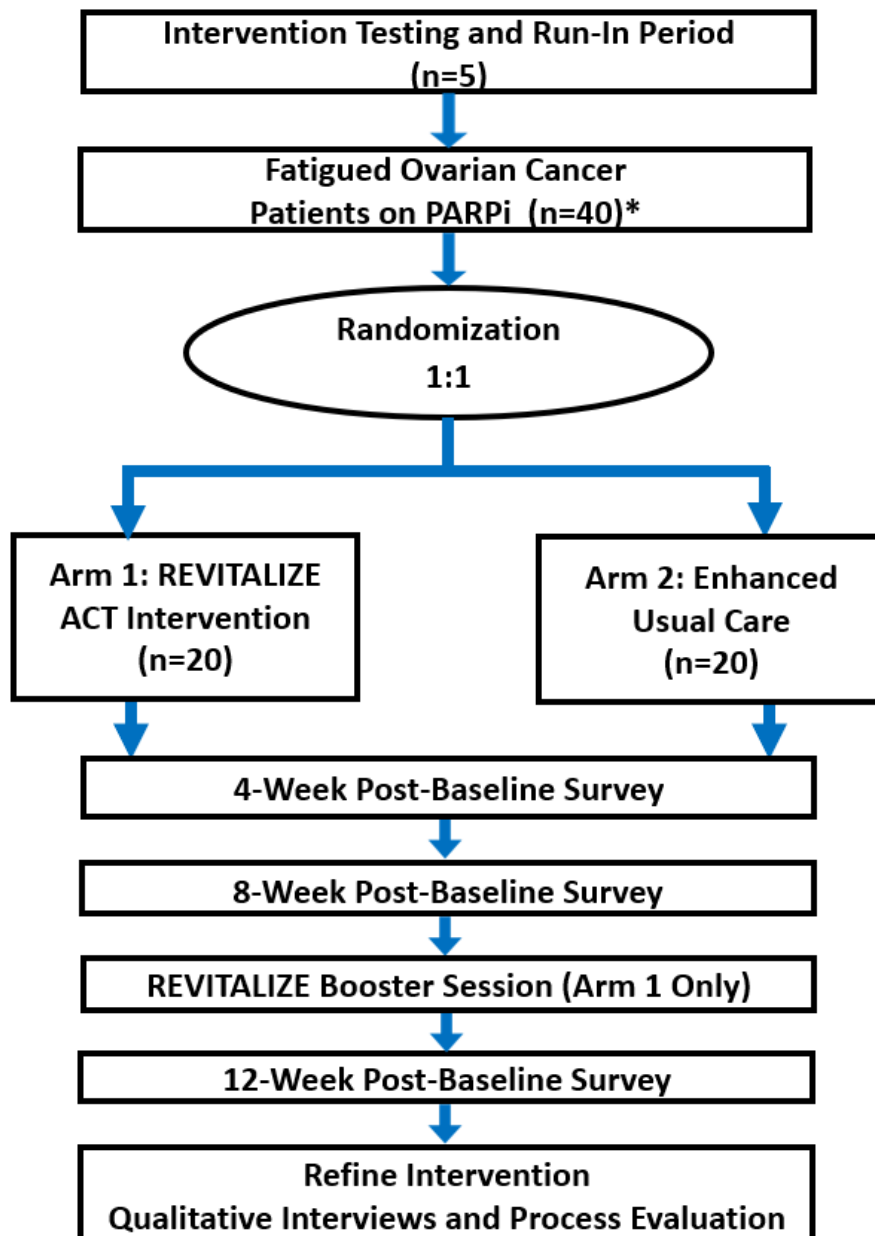 Intervention Testing and Run-In Period
(n=5)
Fatigued Ovarian Cancer
Patients on PARPi (n=40)*
Randomization
1:1
Arm 1: REVITALIZE
ACT Intervention
(n=20)
Arm 2: Enhanced
Usual Care
(n=20)
4-Week Post-Baseline Survey
8-Week Post-Baseline Survey
REVITALIZE Booster Session (Arm 1 Only)
12-Week Post-Baseline Survey
Refine Intervention
Qualitative Interviews and Process Evaluation